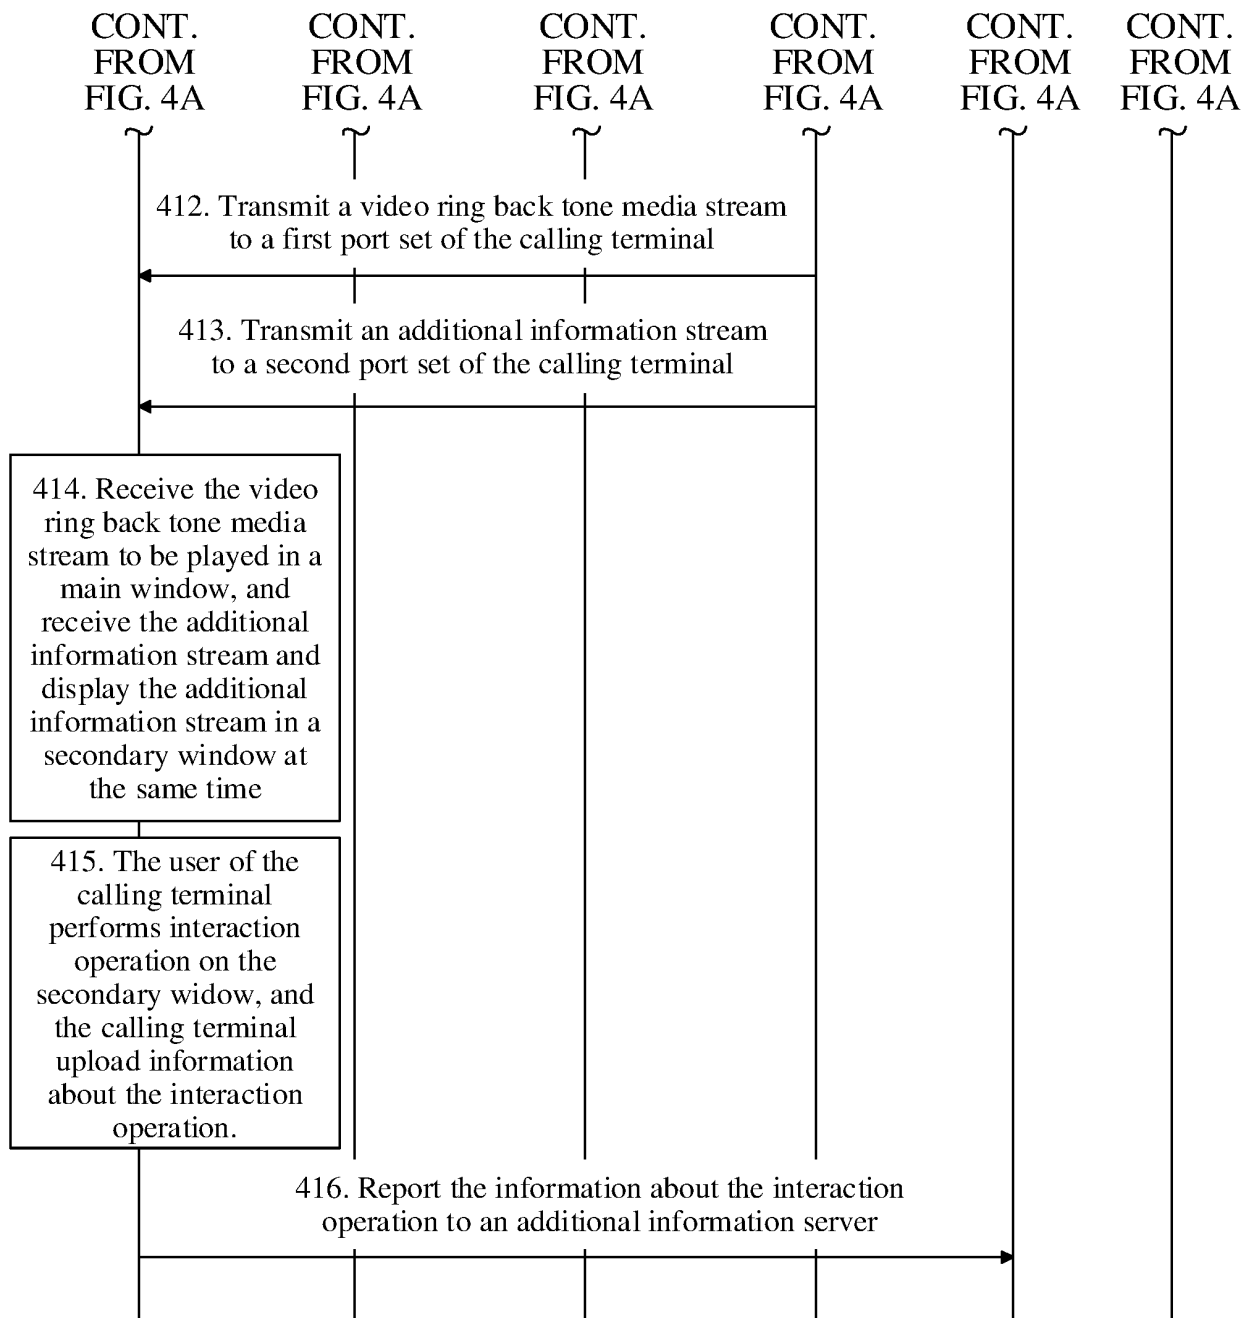 CONT. CONT. CONT. CONT. CONT. CONT.
FROM FROM FROM FROM FROM FROM
FIG. 4A FIG. 4A FIG. 4A FIG. 4A FIG. 4A FIG. 4A
412. Transmit a video ring back tone media stream
to a first port set of the calling terminal
413. Transmit an additional information stream
to a second port set of the calling terminal
414. Receive the video
ring back tone media
stream to be played in a
main window, and
receive the additional
information stream and
display the additional
information stream in a
secondary window at
the same time
415. The user of the
calling terminal
performs interaction
operation on the
secondary widow, and
the calling terminal
upload information
about the interaction
operation.
416. Report the information about the interaction
operation to an additional information server